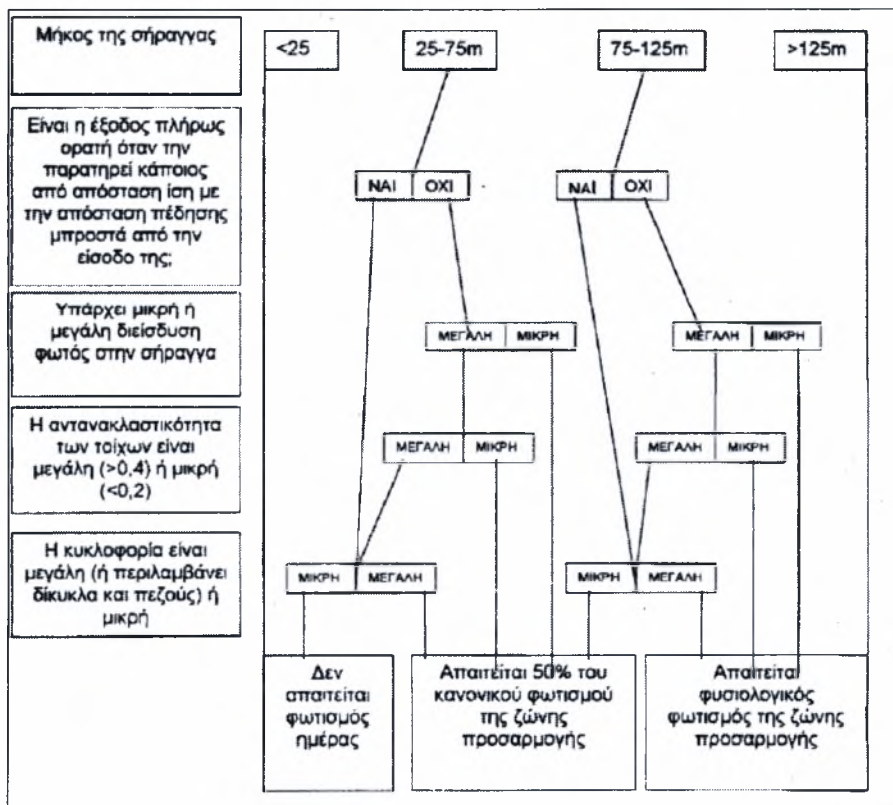 Μήκος της σήραγγας
<25
25-75m
75-125m
>125m
Είναι η έξοδος πλήρως
ορατή όταν την
παρατηρεί κάποιος
από απόσταση ίση με
την απόσταση πέδησης
μπροστά από την
είσοδο της;
ΝΑΙ
ΟΧΙ
ΝΑΙ
ΟΧΙ
Υπάρχει μικρή ή
μεγάλη διείσδυση
φωτός στην σήραγγα
ΜΕΓΑΛΗ
ΜΙΚΡΗ
ΜΕΓΑΛΗ
ΜΙΚΡΗ
Η αντανακλαστικότητα
των τοίχων είναι
μεγάλη (>0,4) ή μικρή
(<0,2)
ΜΕΓΑΛΗ
ΜΙΚΡΗ
ΜΕΓΑΛΗ
ΜΙΚΡΗ
Η κυκλοφορία είναι
μεγάλη (ή περιλαμβάνει
δίκυκλα και πεζούς) ή
μικρή
ΜΙΚΡΗ
ΜΕΓΑΛΗ
ΜΙΚΡΗ
ΜΕΓΑΛΗ
Δεν
απαιτείται
φωτισμός
ημέρας
Απαιτείται 50% του
κανονικού φωτισμού
της ζώνης
προσαρμογής
Απαιτείται
φυσιολογικός
φωτισμός της ζώνης
προσαρμογής